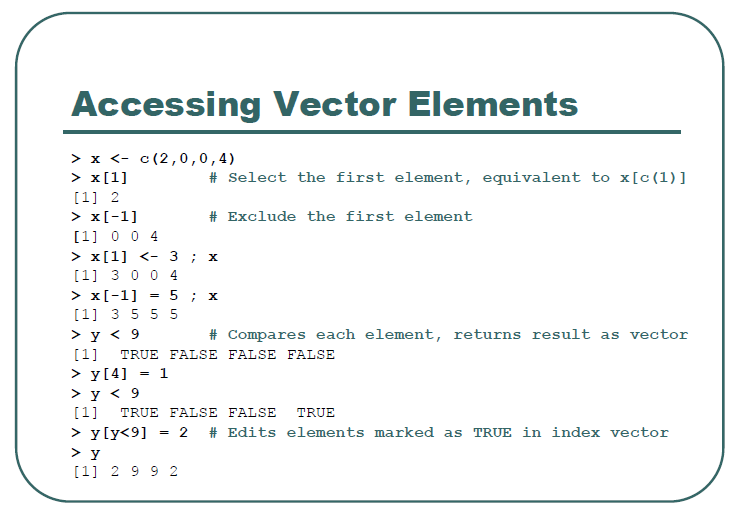 Accessing Vector Elements
> x <- c(2,0,0,4)
> x[1]        # Select the first element, equivalent to x[c(1)]
[1] 2
> x[-1]       # Exclude the first element
[1] 0 0 4
> x[1] <- 3 ; x
[1] 3 0 0 4
> x[-1] = 5 ; x
[1] 3 5 5 5
> y < 9       # Compares each element, returns result as vector
[1]  TRUE FALSE FALSE FALSE
> y[4] = 1
> y < 9
[1]  TRUE FALSE FALSE  TRUE
> y[y<9] = 2  # Edits elements marked as TRUE in index vector
> y
[1] 2 9 9 2